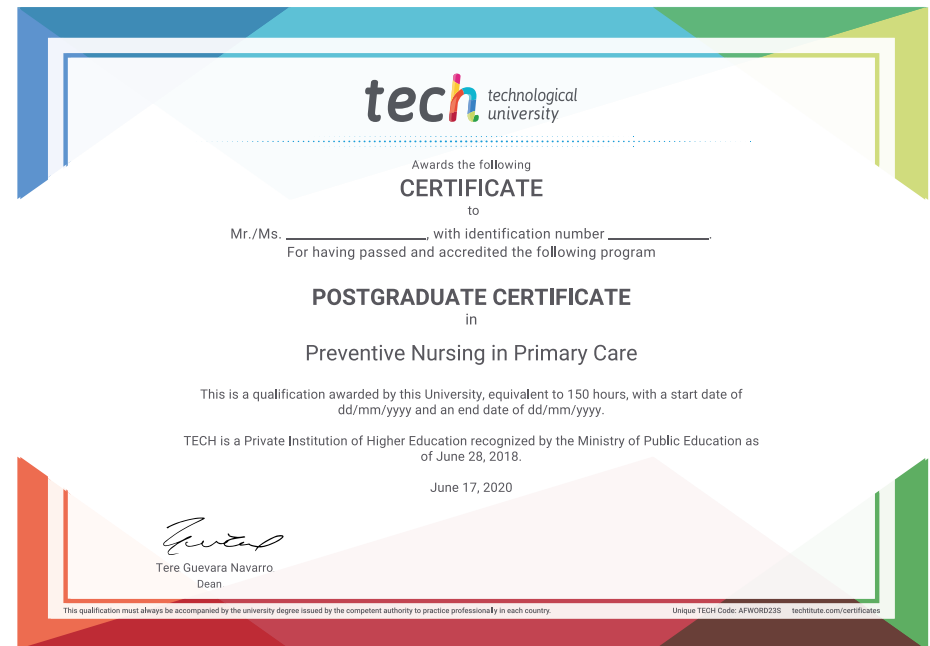 tech technological
university
Awards the following
CERTIFICATE
to
Mr./Ms. ____________________, with identification number ______________.
For having passed and accredited the following program
POSTGRADUATE CERTIFICATE
in
Preventive Nursing in Primary Care
This is a qualification awarded by this University, equivalent to 150 hours, with a start date of
dd/mm/yyyy and an end date of dd/mm/yyyy.
TECH is a Private Institution of Higher Education recognized by the Ministry of Public Education as
of June 28, 2018.
June 17, 2020
Tere Guevara Navarro
Dean
This qualification must always be accompanied by the university degree issued by the competent authority to practice professionally in each country.
Unique TECH Code: AFWORD23S techtitute.com/certificates